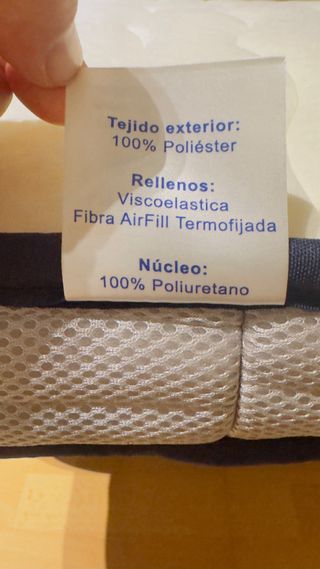 Tejido exterior:
100% Poliéster
Rellenos:
Viscoelastica
Fibra AirFill Termofijada
Núcleo:
100% Poliuretano